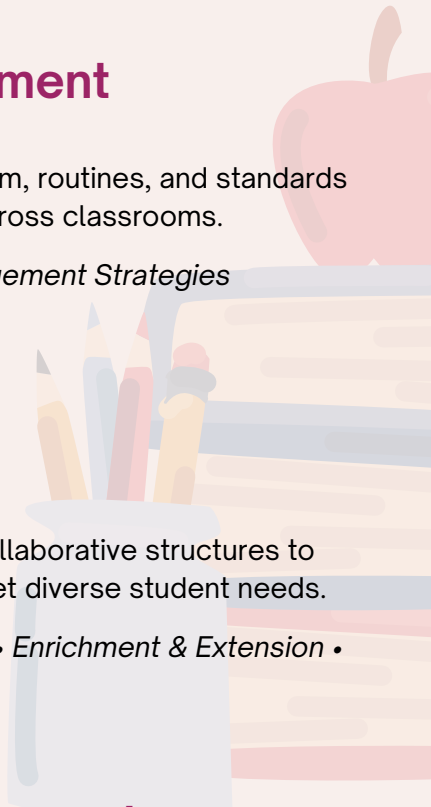 ment
m, routines, and standards
ross classrooms.
ement Strategies
llaborative structures to
et diverse student needs.
• Enrichment & Extension •